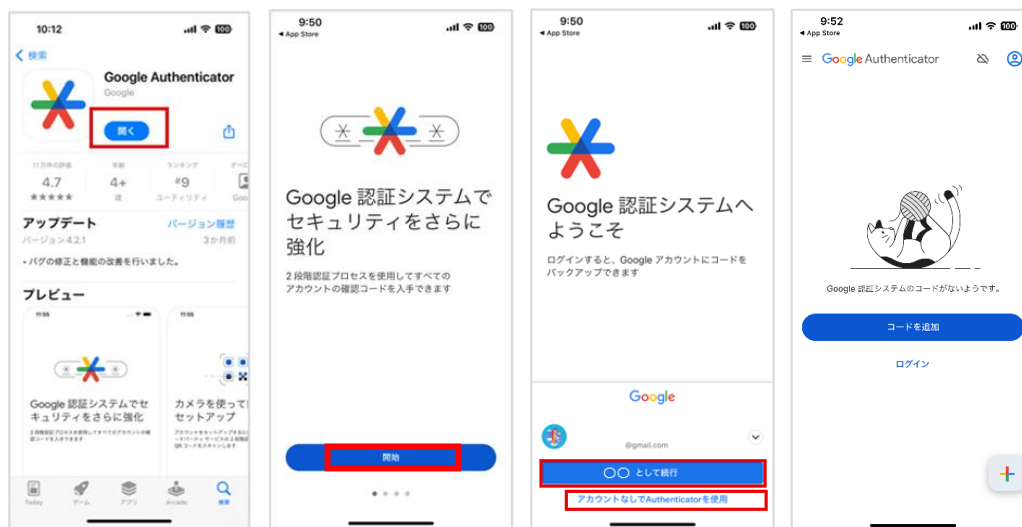 10:12
100
検索
Google Authenticator
Google
開く
11万件の評価
年齢
ランキング
4.7
4+
#9
★★★★★
歳
ユーティリティ
Goo
アップデート
バージョン履歴
バージョン4.2.1
3か月前
・バグの修正と機能の改善を行いました。
プレビュー
11:55
11:55
Google 認証システムでセ
キュリティをさらに強化
カメラを使って
セットアップ
Today
ゲーム
アプリ
Arcade
検索
9:50
App Store
100
Google 認証システムで
セキュリティをさらに
強化
2 段階認証プロセスを使用してすべての
アカウントの確認コードを入手できます
開始
9:50
App Store
100
Google 認証システムへ
ようこそ
ログインすると、Google アカウントにコードを
バックアップできます
Google
@gmail.com
〇〇 として続行
アカウントなしでAuthenticatorを使用
9:52
App Store
100
Google Authenticator
Google 認証システムのコードがないようです。
コードを追加
ログイン